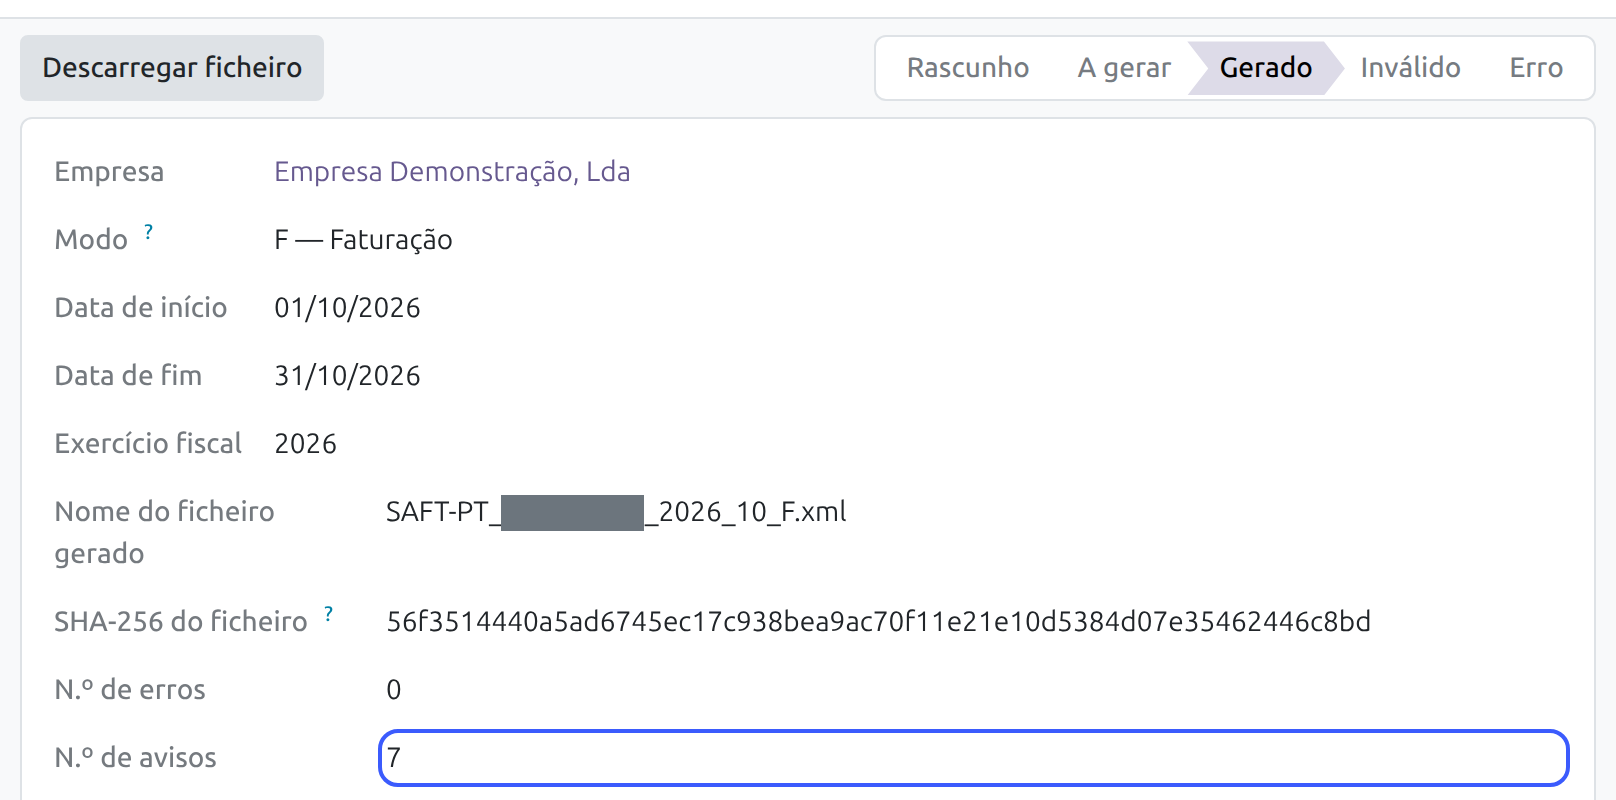 Descarregar ficheiro
Rascunho A gerar Gerado Inválido Erro
Empresa Empresa Demonstração, Lda
Modo ? F — Faturação
Data de início 01/10/2026
Data de fim 31/10/2026
Exercício fiscal 2026
Nome do ficheiro gerado SAFT-PT_ _2026_10_F.xml
SHA-256 do ficheiro ? 56f3514440a5ad6745ec17c938bea9ac70f11e21e10d5384d07e35462446c8bd
N.º de erros 0
N.º de avisos 7